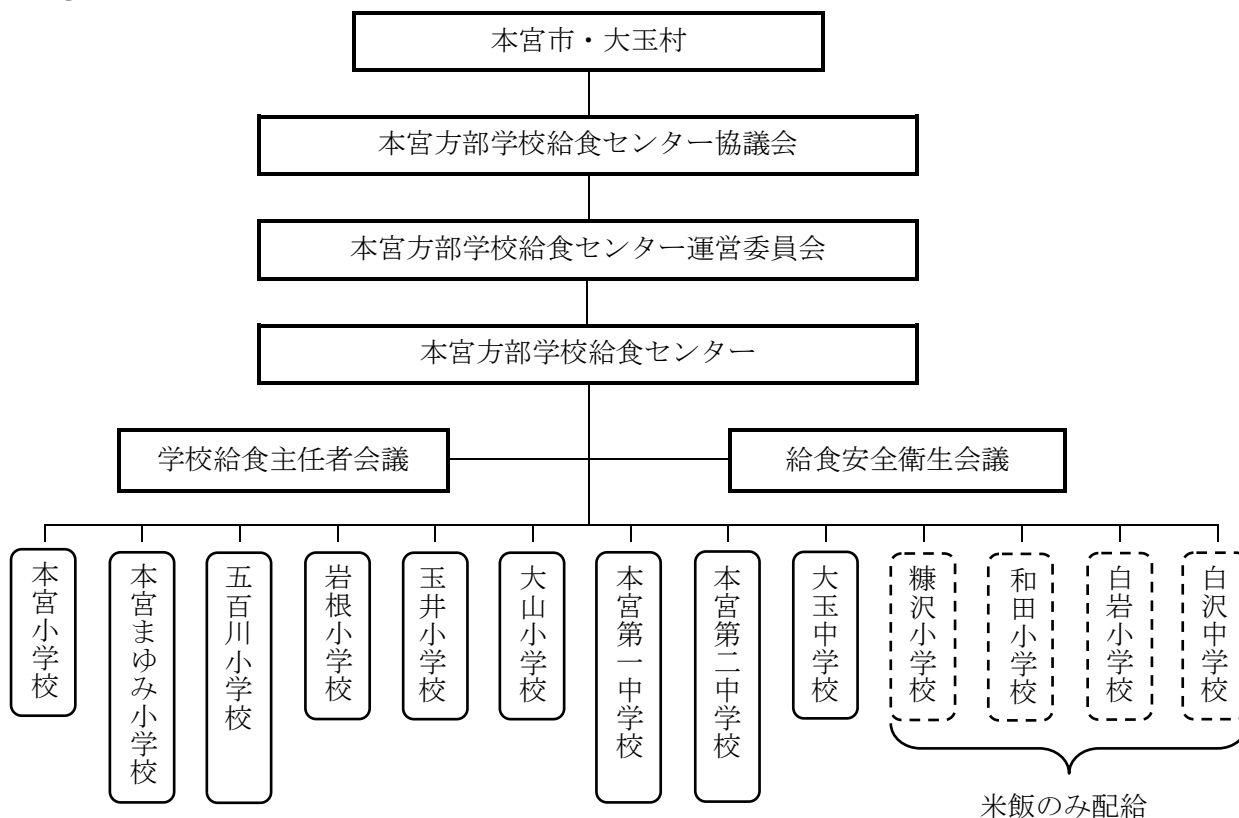 本宮市・大玉村
本宮方部学校給食センター協議会
本宮方部学校給食センター運営委員会
本宮方部学校給食センター
学校給食主任者会議
給食安全衛生会議
本宮小学校
本宮まゆみ小学校
五百川小学校
岩根小学校
玉井小学校
大山小学校
本宮第一中学校
本宮第二中学校
大玉中学校
糠沢小学校
和田小学校
白岩小学校
白沢中学校
米飯のみ配給